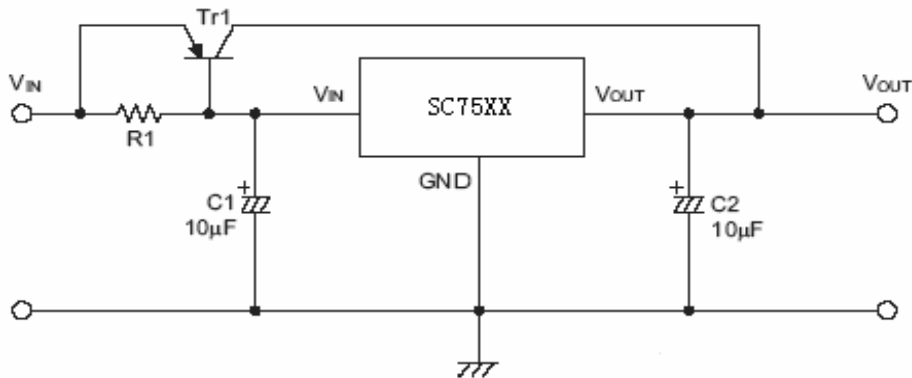 Tr1
VIN
R1
VIN
SC75XX
VOUT
VOUT
GND
+
C1
10μF
+
C2
10μF